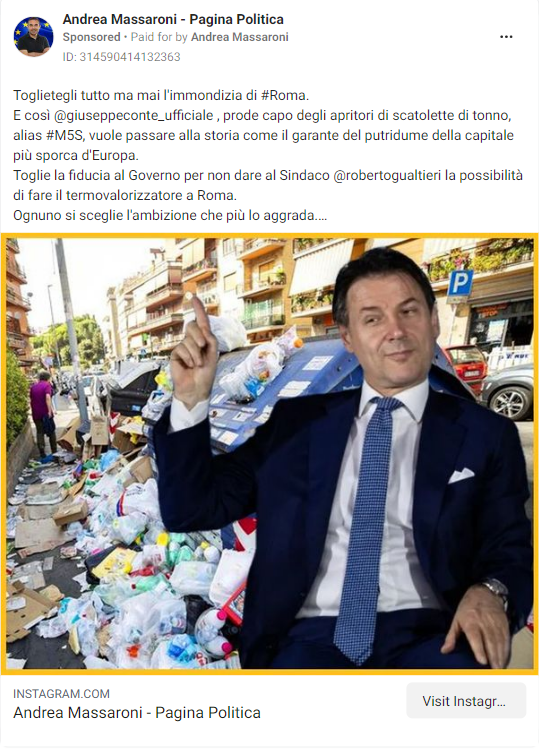 Andrea Massaroni - Pagina Politica
Sponsored • Paid for by Andrea Massaroni
ID: 314590414132363
Toglietegli tutto ma mai l'immondizia di #Roma.
E così @giuseppeconte_ufficiale , prode capo degli apritori di scatolette di tonno,
alias #M5S, vuole passare alla storia come il garante del putridume della capitale
più sporca d'Europa.
Toglie la fiducia al Governo per non dare al Sindaco @robertogualtieri la possibilità
di fare il termovalorizzatore a Roma.
Ognuno si sceglie l'ambizione che più lo aggrada....
P
INSTAGRAM.COM
Andrea Massaroni - Pagina Politica
Visit Instagr...